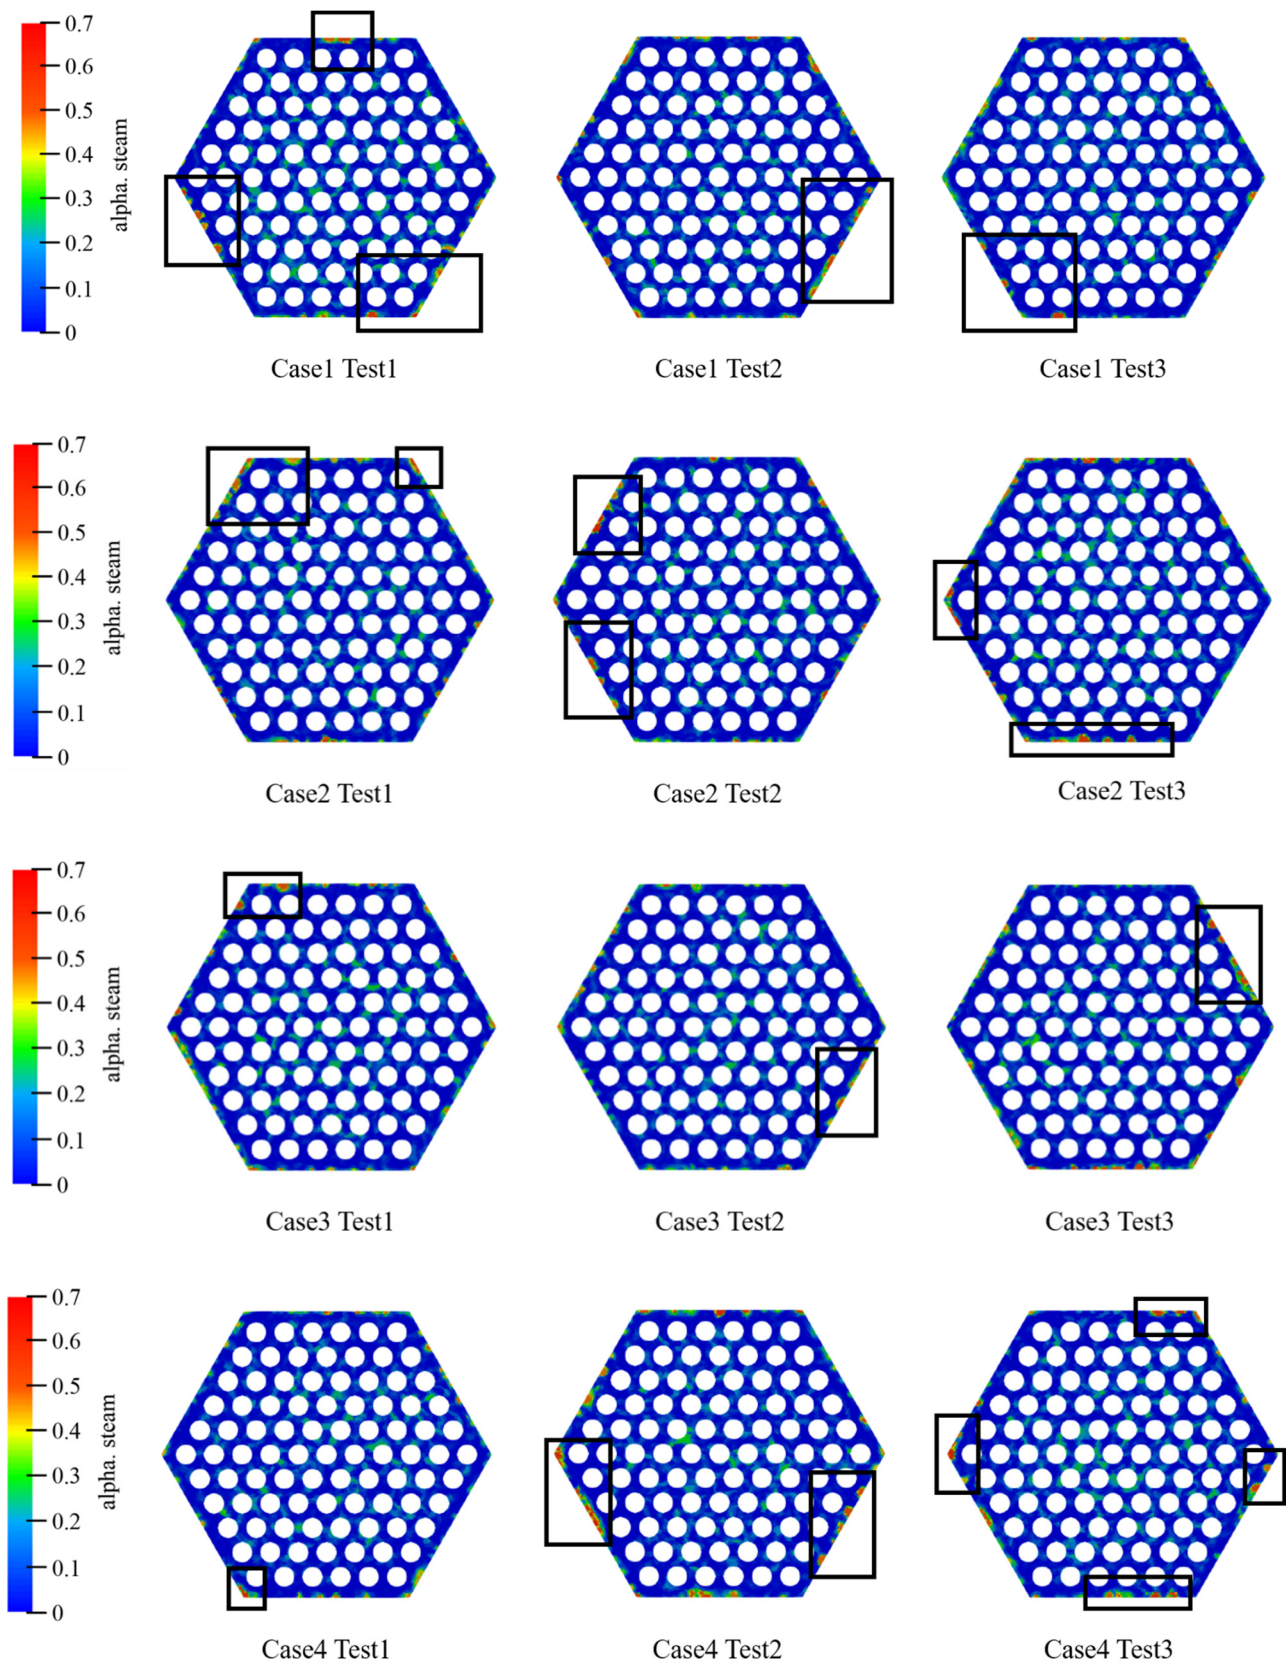 0.7
0.6
0.5
0.4
0.3
0.2
0.1
0
alpha. steam
Case1 Test1
Case1 Test2
Case1 Test3
0.7
0.6
0.5
0.4
0.3
0.2
0.1
0
alpha. steam
Case2 Test1
Case2 Test2
Case2 Test3
0.7
0.6
0.5
0.4
0.3
0.2
0.1
0
alpha. steam
Case3 Test1
Case3 Test2
Case3 Test3
0.7
0.6
0.5
0.4
0.3
0.2
0.1
0
alpha. steam
Case4 Test1
Case4 Test2
Case4 Test3